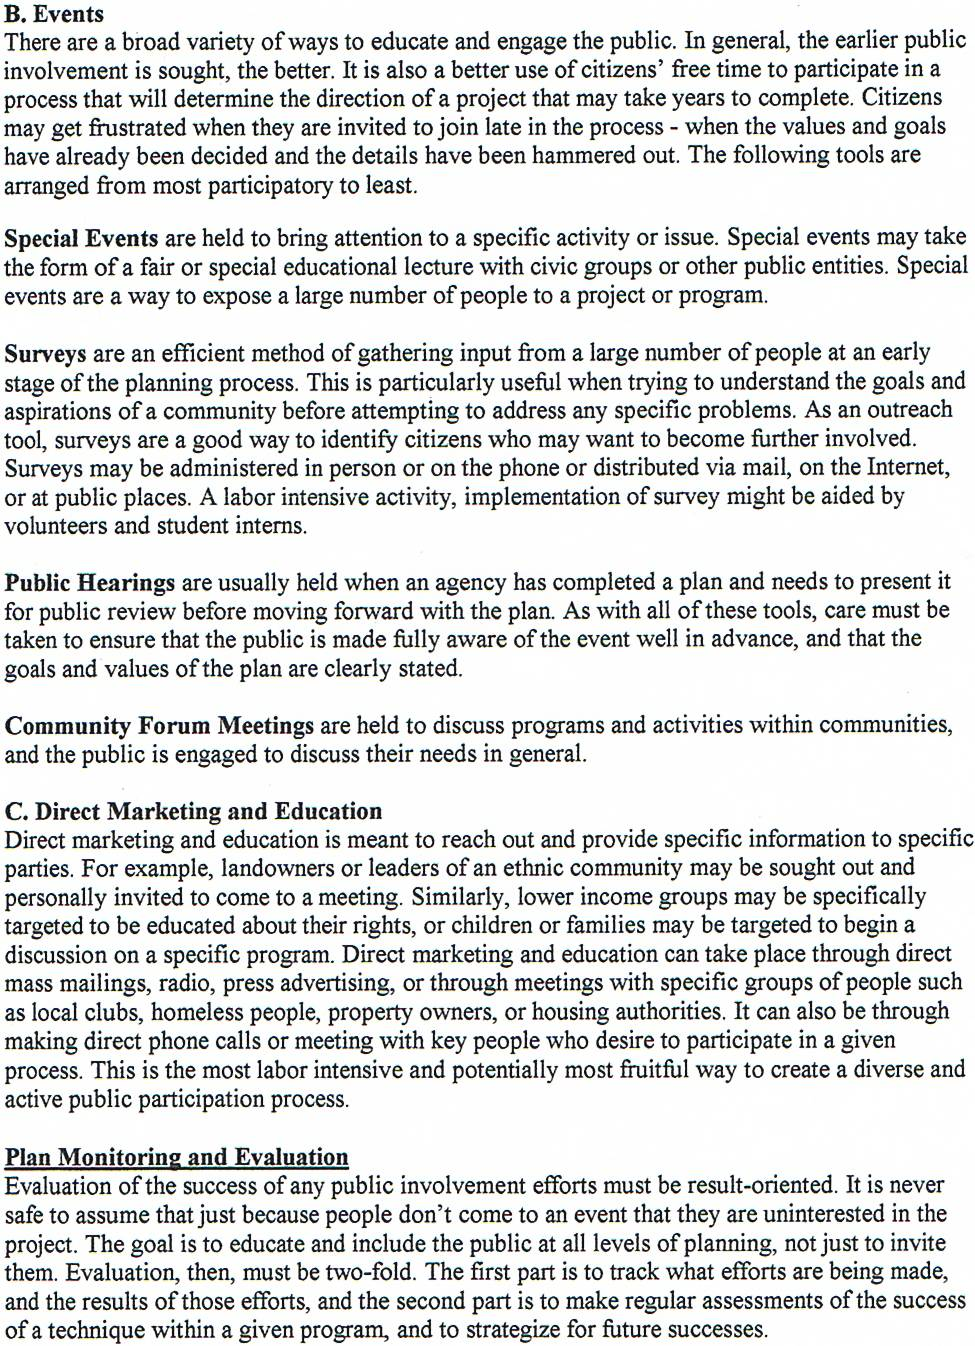 B. Events
There are a broad variety of ways to educate and engage the public. In general, the earlier public
involvement is sought, the better. It is also a better use of citizens’ free time to participate in a
process that will determine the direction of a project that may take years to complete. Citizens
may get frustrated when they are invited to join late in the process - when the values and goals
have already been decided and the details have been hammered out. The following tools are
arranged from most participatory to least.
Special Events are held to bring attention to a specific activity or issue. Special events may take
the form of a fair or special educational lecture with civic groups or other public entities. Special
events are a way to expose a large number of people to a project or program.
Surveys are an efficient method of gathering input from a large number of people at an early
stage of the planning process. This is particularly useful when trying to understand the goals and
aspirations of a community before attempting to address any specific problems. As an outreach
tool, surveys are a good way to identify citizens who may want to become further involved.
Surveys may be administered in person or on the phone or distributed via mail, on the Internet,
or at public places. A labor intensive activity, implementation of survey might be aided by
volunteers and student interns.
Public Hearings are usually held when an agency has completed a plan and needs to present it
for public review before moving forward with the plan. As with all of these tools, care must be
taken to ensure that the public is made fully aware of the event well in advance, and that the
goals and values of the plan are clearly stated.
Community Forum Meetings are held to discuss programs and activities within communities,
and the public is engaged to discuss their needs in general.
C. Direct Marketing and Education
Direct marketing and education is meant to reach out and provide specific information to specific
parties. For example, landowners or leaders of an ethnic community may be sought out and
personally invited to come to a meeting. Similarly, lower income groups may be specifically
targeted to be educated about their rights, or children or families may be targeted to begin a
discussion on a specific program. Direct marketing and education can take place through direct
mass mailings, radio, press advertising, or through meetings with specific groups of people such
as local clubs, homeless people, property owners, or housing authorities. It can also be through
making direct phone calls or meeting with key people who desire to participate in a given
process. This is the most labor intensive and potentially most fruitful way to create a diverse and
active public participation process.
Plan Monitoring and Evaluation
Evaluation of the success of any public involvement efforts must be result-oriented. It is never
safe to assume that just because people don’t come to an event that they are uninterested in the
project. The goal is to educate and include the public at all levels of planning, not just to invite
them. Evaluation, then, must be two-fold. The first part is to track what efforts are being made,
and the results of those efforts, and the second part is to make regular assessments of the success
of a technique within a given program, and to strategize for future successes.